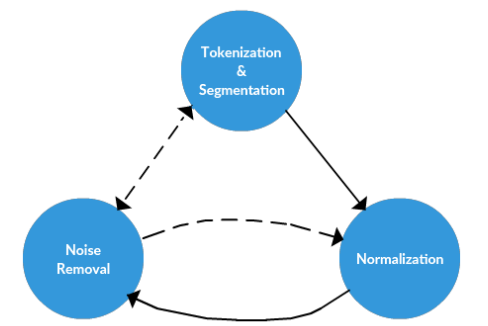 Tokenization
&
Segmentation
Noise
Removal
Normalization